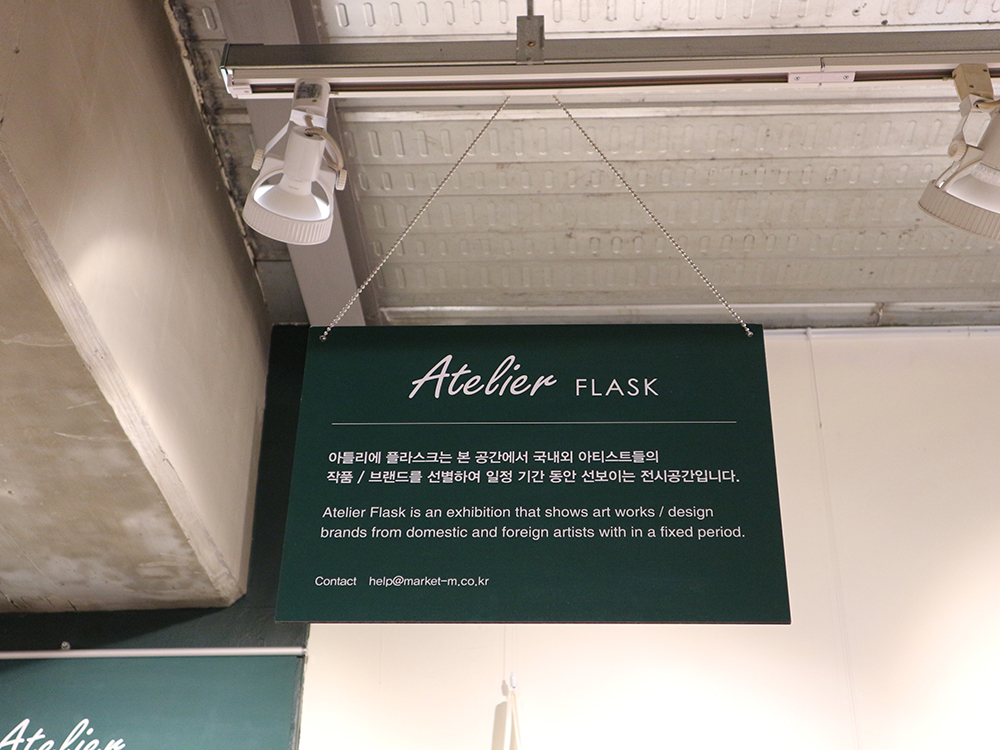 Atelier FLASK
아틀리에 플라스크는 본 공간에서 국내외 아티스트들의
작품 / 브랜드를 선별하여 일정 기간 동안 선보이는 전시공간입니다.
Atelier Flask is an exhibition that shows art works / design
brands from domestic and foreign artists with in a fixed period.
Contact help@market-m.co.kr
Atelier